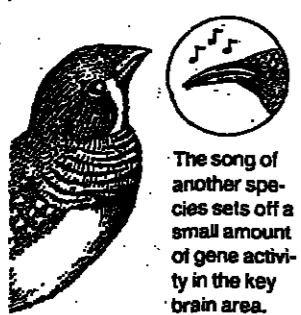 The song of
another spe-
cies sets off a
small amount
of gene activi-
ty in the key
brain area.